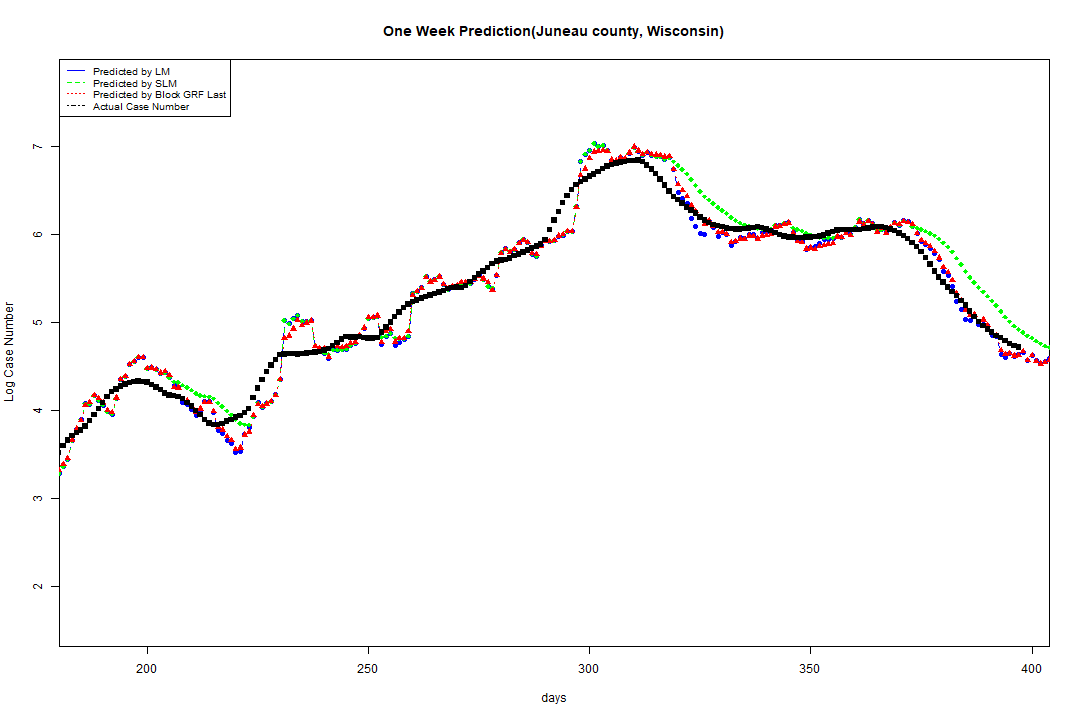 One Week Prediction(Juneau county, Wisconsin)
Predicted by LM
Predicted by SLM
Predicted by Block GRF Last
Actual Case Number
7
6
5
4
3
2
Log Case Number
200 250 300 350 400
days